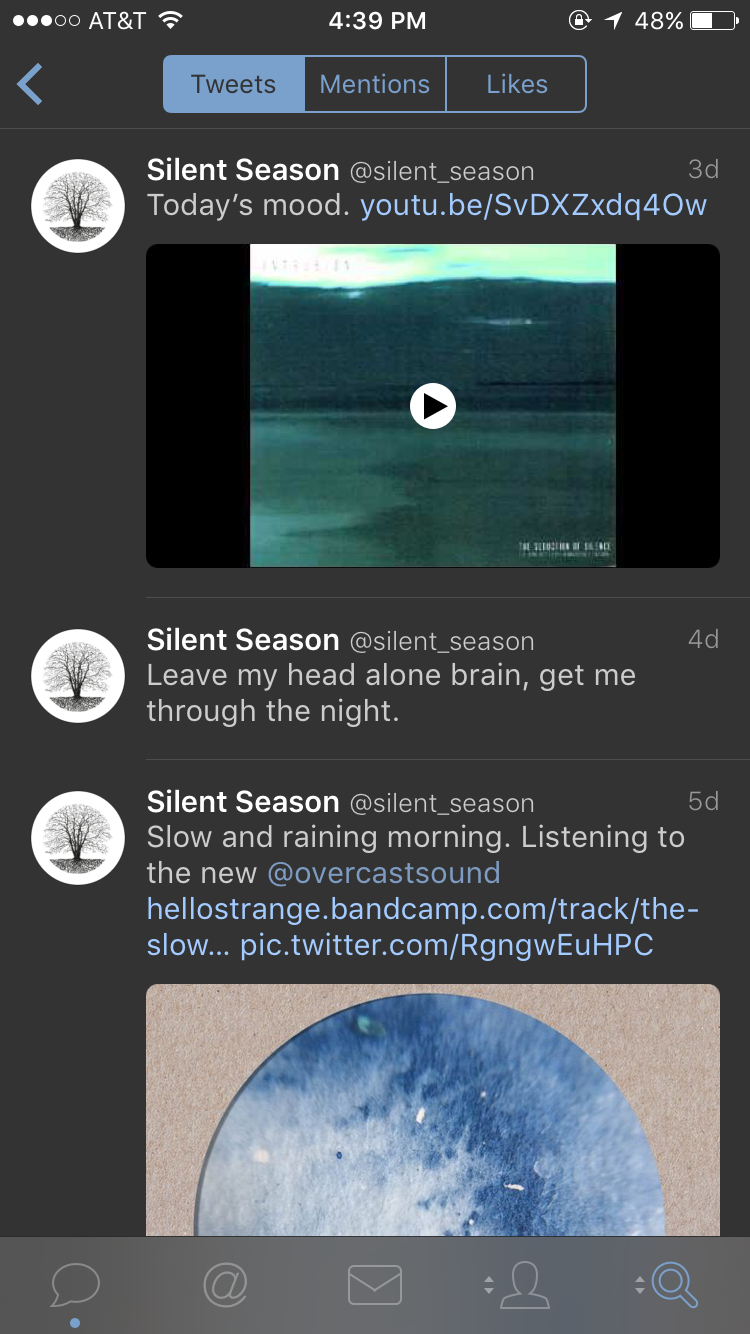 AT&T 4:39 PM 48%
Tweets Mentions Likes
Silent Season @silent_season 3d
Today’s mood. youtu.be/SvDXZxdq4Ow
INTRUSION
THE SEDUCTION OF SILENCE
Silent Season @silent_season 4d
Leave my head alone brain, get me
through the night.
Silent Season @silent_season 5d
Slow and raining morning. Listening to
the new @overcastsound
hellostrange.bandcamp.com/track/the-
slow... pic.twitter.com/RgngwEuHPC